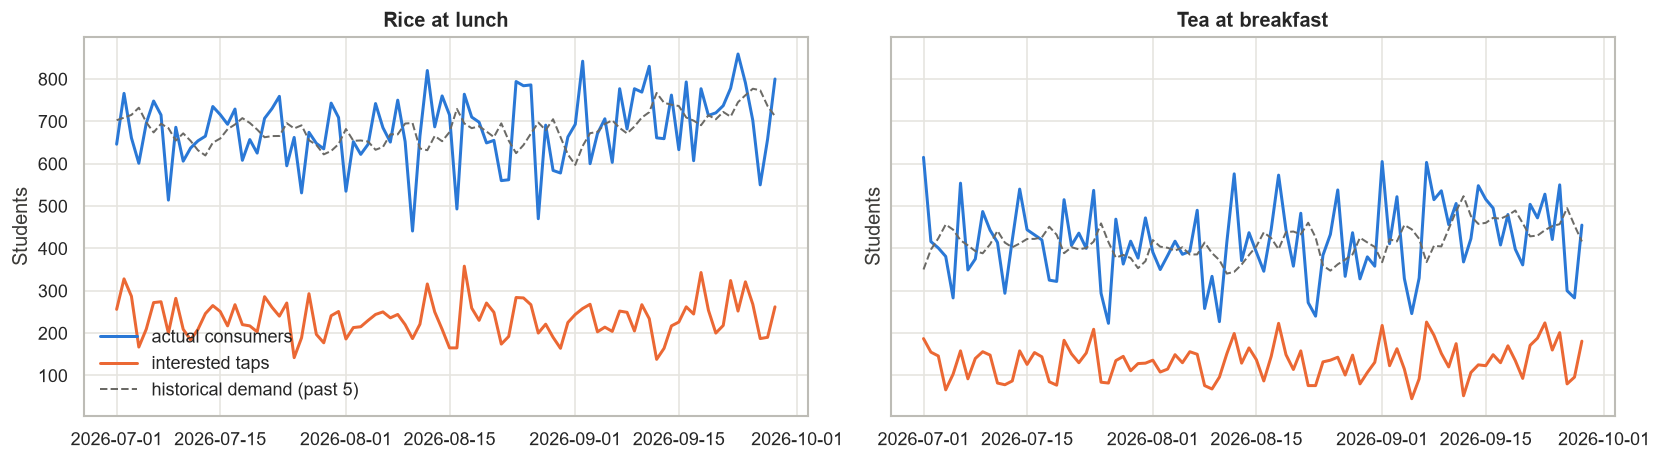 Rice at lunch
Students
800
700
600
500
400
300
200
100
actual consumers
interested taps
historical demand (past 5)
2026-07-01 2026-07-15 2026-08-01 2026-08-15 2026-09-01 2026-09-15 2026-10-01
Tea at breakfast
Students
2026-07-01 2026-07-15 2026-08-01 2026-08-15 2026-09-01 2026-09-15 2026-10-01